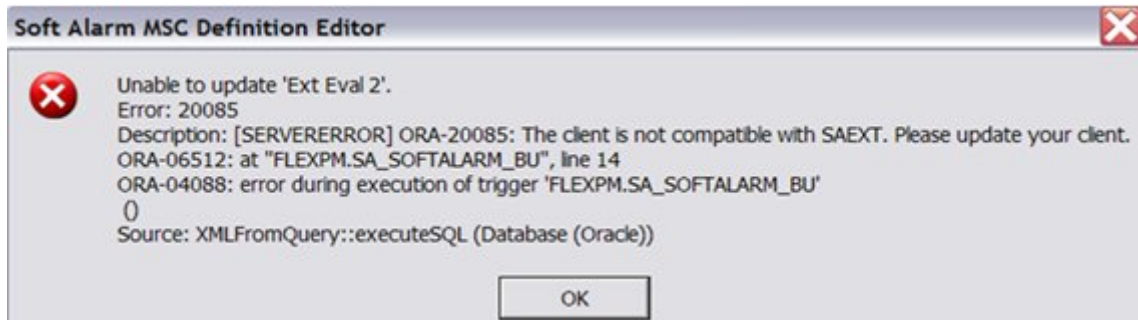 Soft Alarm MSC Definition Editor
Unable to update 'Ext Eval 2'.
Error: 20085
Description: [SERVERERROR] ORA-20085: The client is not compatible with SAEXT. Please update your client.
ORA-06512: at "FLEXPM.SA_SOFTALARM_BU", line 14
ORA-04088: error during execution of trigger 'FLEXPM.SA_SOFTALARM_BU'
()
Source: XMLFromQuery::executeSQL (Database (Oracle))
OK